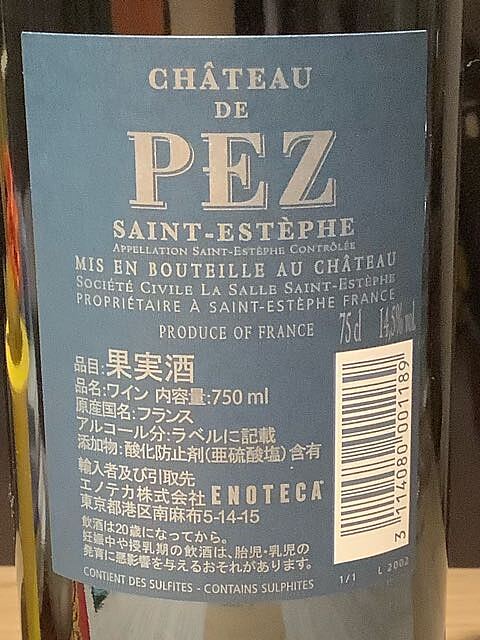 CHÂTEAU
DE
PEZ
SAINT-ESTÈPHE
APPELLATION SAINT-ESTÈPHE CONTRÔLÉE
MIS EN BOUTEILLE AU CHÂTEAU
SOCIÉTÉ CIVILE LA SALLE SAINT-ESTÈPHE
PROPRIÉTAIRE À SAINT-ESTÈPHE FRANCE
PRODUCE OF FRANCE 75cl 14,5% vol
品目:果実酒
品名:ワイン 内容量:750 ml
原産国名:フランス
アルコール分:ラベルに記載
添加物:酸化防止剤(亜硫酸塩)含有
輸入者及び引取先
エノテカ株式会社 ENOTECA
東京都港区南麻布5-14-15
飲酒は20歳になってから。
妊娠中や授乳期の飲酒は、胎児・乳児の
発育に悪影響を与えるおそれがあります。
CONTIENT DES SULFITES - CONTAINS SULPHITES 1/1 L 2002
3 114080 001189